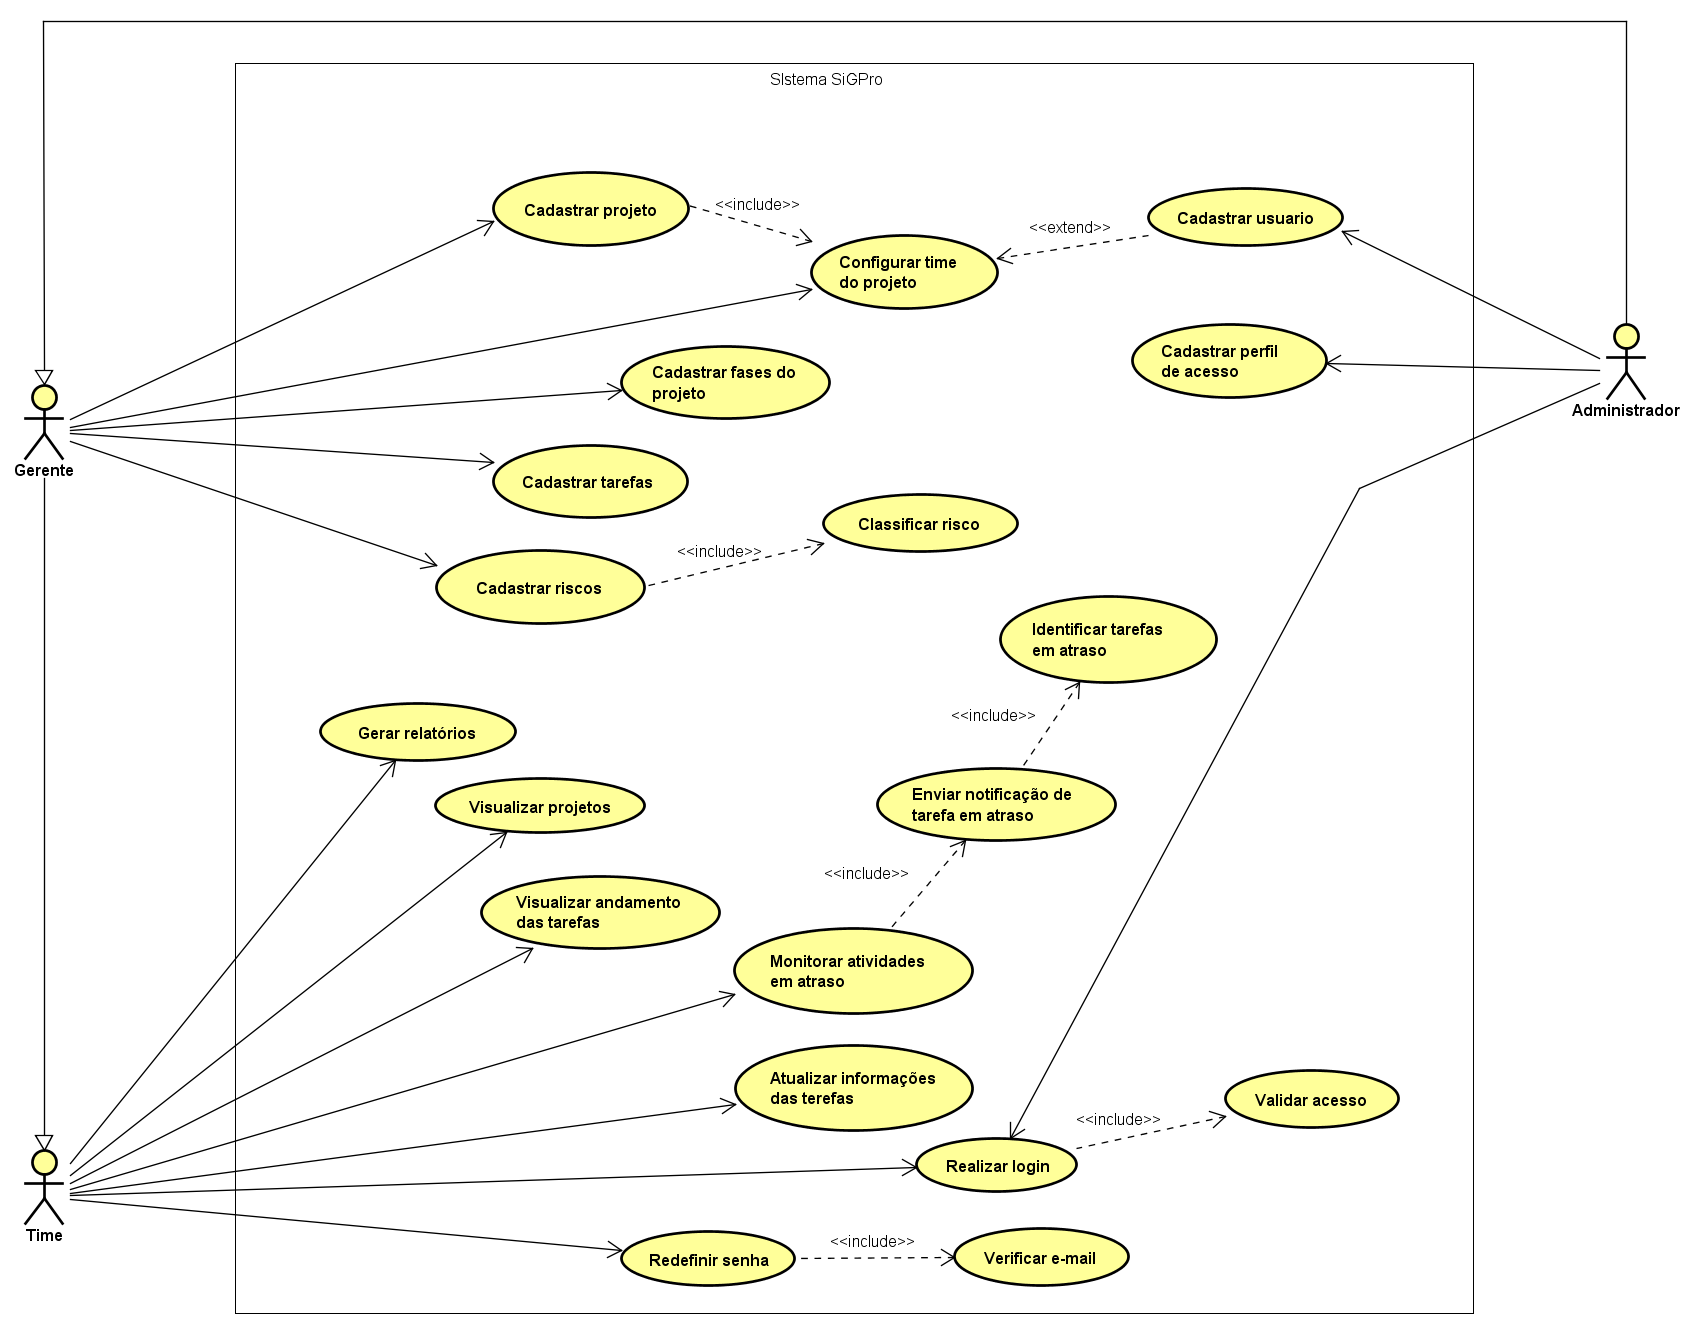 SIstema SiGPro
Cadastrar projeto
<<include>>
Configurar time
do projeto
<<extend>>
Cadastrar usuario
Cadastrar fases do
projeto
Cadastrar perfil
de acesso
Administrador
Gerente
Cadastrar tarefas
Classificar risco
<<include>>
Cadastrar riscos
Identificar tarefas
em atraso
<<include>>
Gerar relatórios
Visualizar projetos
Enviar notificação de
tarefa em atraso
<<include>>
Visualizar andamento
das tarefas
Monitorar atividades
em atraso
Atualizar informações
das terefas
Validar acesso
<<include>>
Realizar login
Time
Redefinir senha
<<include>>
Verificar e-mail